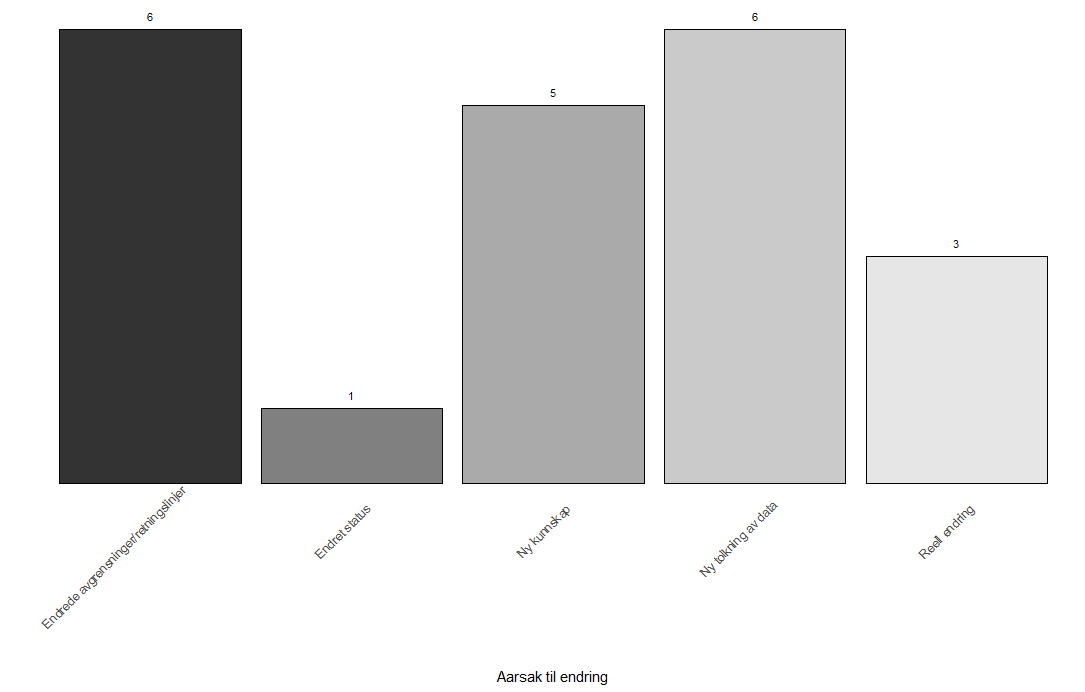 6
1
5
6
3
Endrede avgrensninger/retningslinjer
Endret status
Ny kunnskap
Ny tolkning av data
Reell endring
Aarsak til endring